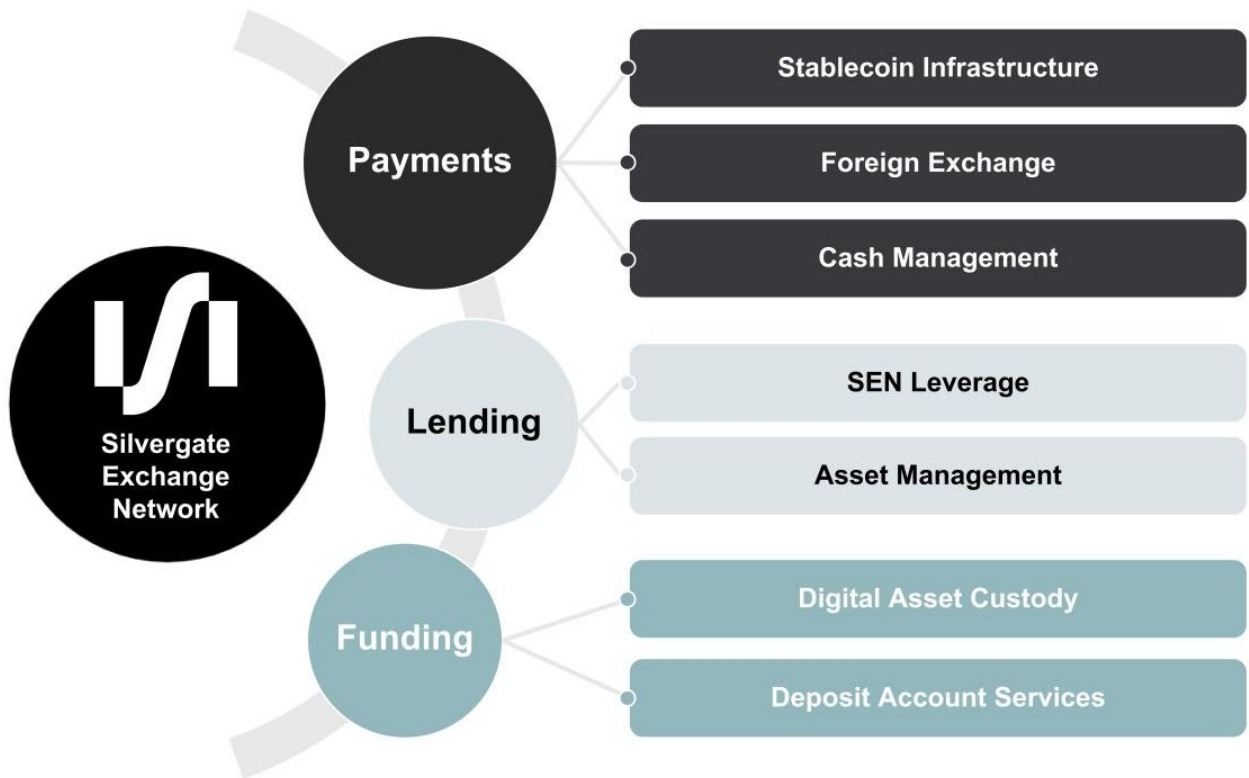 Silvergate
Exchange
Network
Payments
Stablecoin Infrastructure
Foreign Exchange
Cash Management
Lending
SEN Leverage
Asset Management
Funding
Digital Asset Custody
Deposit Account Services